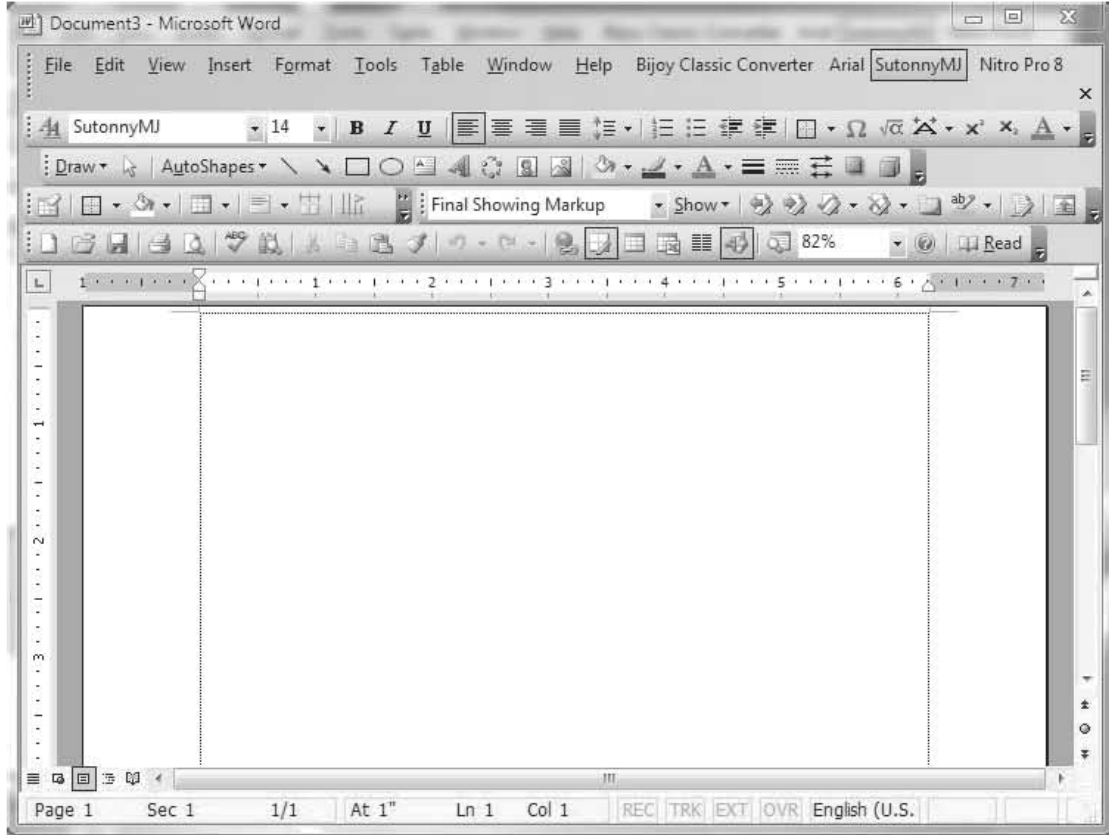 Document3 - Microsoft Word
File Edit View Insert Format Tools Table Window Help Bijoy Classic Converter Arial SutonnyMJ Nitro Pro 8
SutonnyMJ 14 B I U
Draw AutoShapes
Final Showing Markup Show
82% Read
1 1 2 3 4 5 6 7
1
2
3
Page 1 Sec 1 1/1 At 1" Ln 1 Col 1 REC TRK EXT OVR English (U.S.